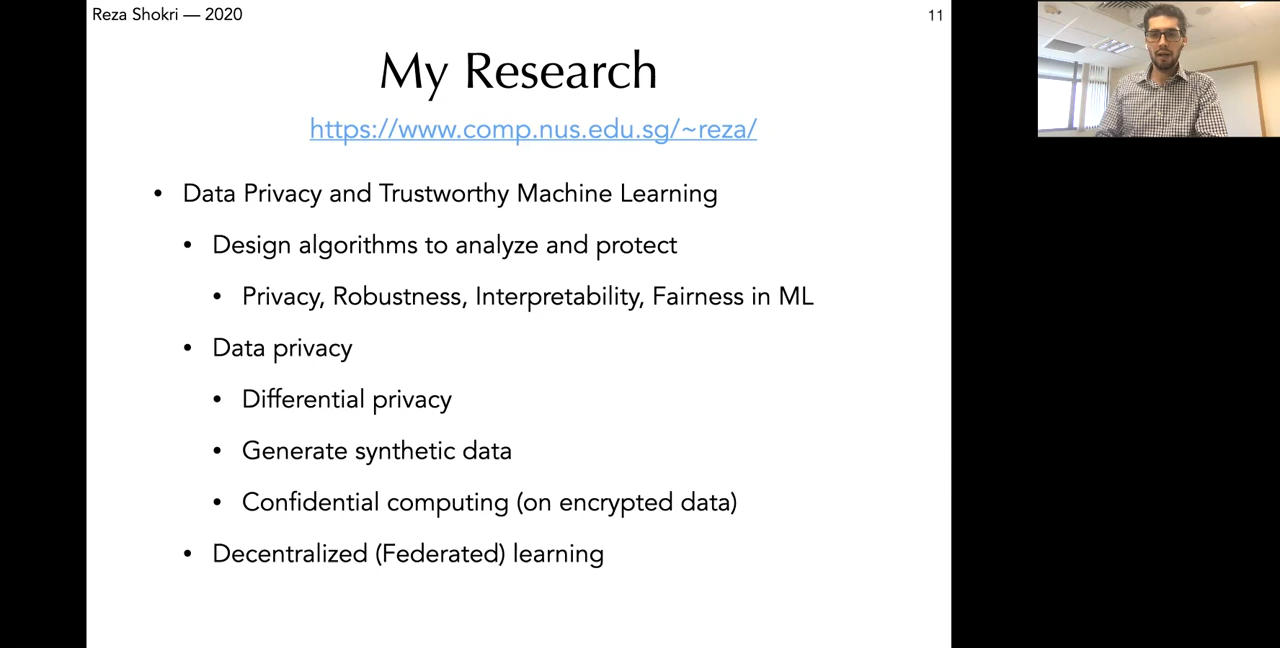 Reza Shokri — 2020
11
My Research
https://www.comp.nus.edu.sg/~reza/
• Data Privacy and Trustworthy Machine Learning
• Design algorithms to analyze and protect
• Privacy, Robustness, Interpretability, Fairness in ML
• Data privacy
• Differential privacy
• Generate synthetic data
• Confidential computing (on encrypted data)
• Decentralized (Federated) learning